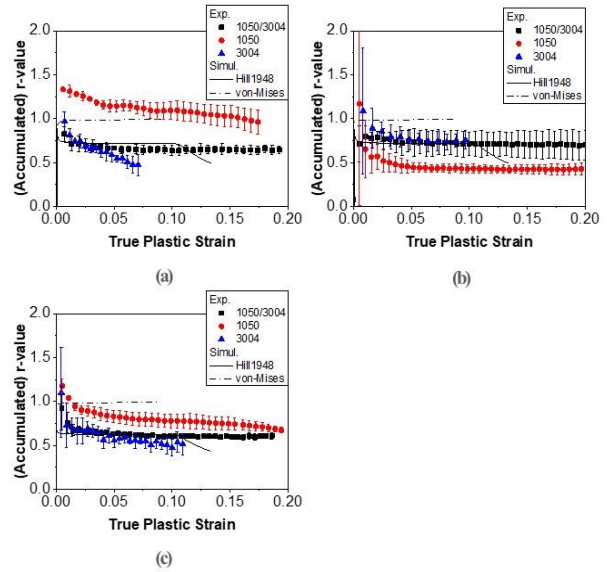 2.0
1.5
1.0
0.5
0.0
(Accumulated) r-value
Exp.
1050/3004
1050
3004
Simul.
Hill1948
von-Mises
0.00 0.05 0.10 0.15 0.20
True Plastic Strain
(a)
2.0
1.5
1.0
0.5
0.0
(Accumulated) r-value
Exp.
1050/3004
1050
3004
Simul.
Hill1948
von-Mises
0.00 0.05 0.10 0.15 0.20
True Plastic Strain
(b)
2.0
1.5
1.0
0.5
0.0
(Accumulated) r-value
Exp.
1050/3004
1050
3004
Simul.
Hill1948
von-Mises
0.00 0.05 0.10 0.15 0.20
True Plastic Strain
(c)